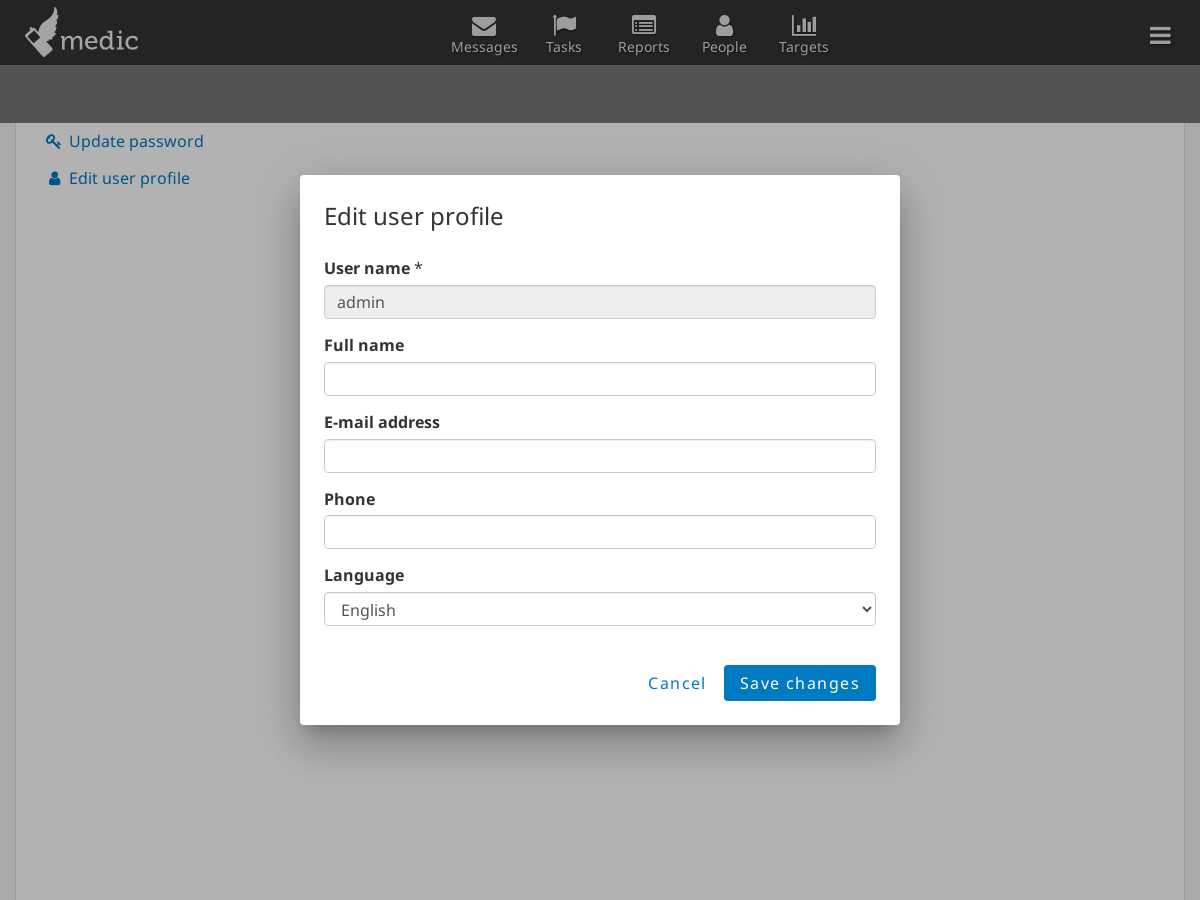 medic
Messages
Tasks
Reports
People
Targets
Update password
Edit user profile
Edit user profile
User name *
admin
Full name
E-mail address
Phone
Language
English
Cancel
Save changes